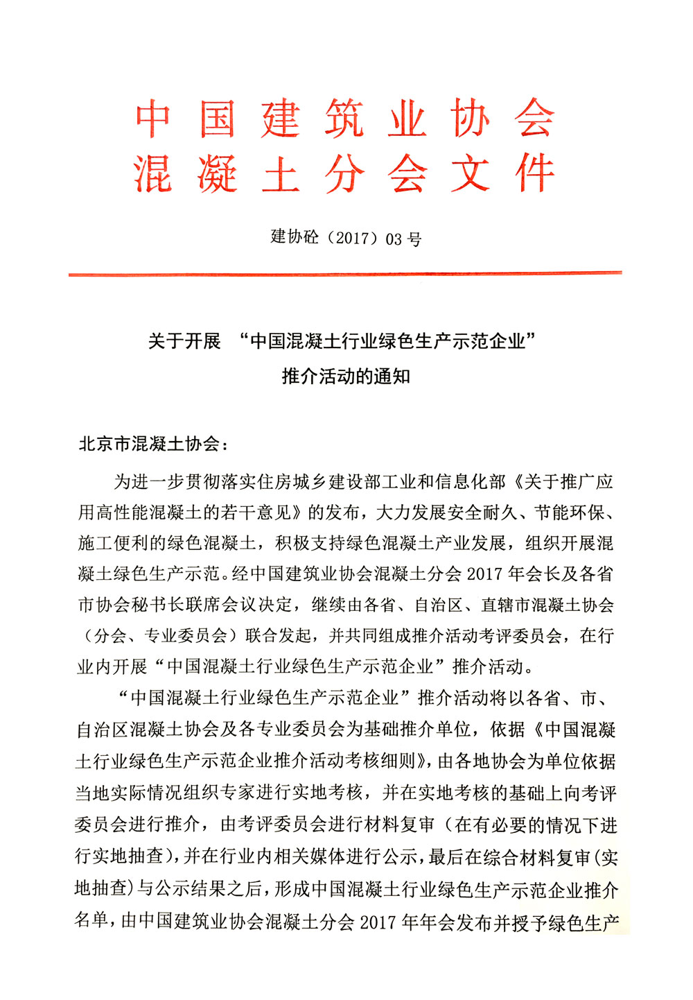 中国建筑业协会
混凝土分会文件
建协砼（2017）03号
关于开展 “中国混凝土行业绿色生产示范企业”
推介活动的通知
北京市混凝土协会：
为进一步贯彻落实住房城乡建设部工业和信息化部《关于推广应
用高性能混凝土的若干意见》的发布，大力发展安全耐久、节能环保、
施工便利的绿色混凝土，积极支持绿色混凝土产业发展，组织开展混
凝土绿色生产示范。经中国建筑业协会混凝土分会 2017 年会长及各省
市协会秘书长联席会议决定，继续由各省、自治区、直辖市混凝土协会
（分会、专业委员会）联合发起，并共同组成推介活动考评委员会，在行
业内开展“中国混凝土行业绿色生产示范企业”推介活动。
“中国混凝土行业绿色生产示范企业”推介活动将以各省、市、
自治区混凝土协会及各专业委员会为基础推介单位，依据《中国混凝
土行业绿色生产示范企业推介活动考核细则》，由各地协会为单位依据
当地实际情况组织专家进行实地考核，并在实地考核的基础上向考评
委员会进行推介，由考评委员会进行材料复审（在有必要的情况下进
行实地抽查），并在行业内相关媒体进行公示，最后在综合材料复审(实
地抽查)与公示结果之后，形成中国混凝土行业绿色生产示范企业推介
名单，由中国建筑业协会混凝土分会 2017 年年会发布并授予绿色生产